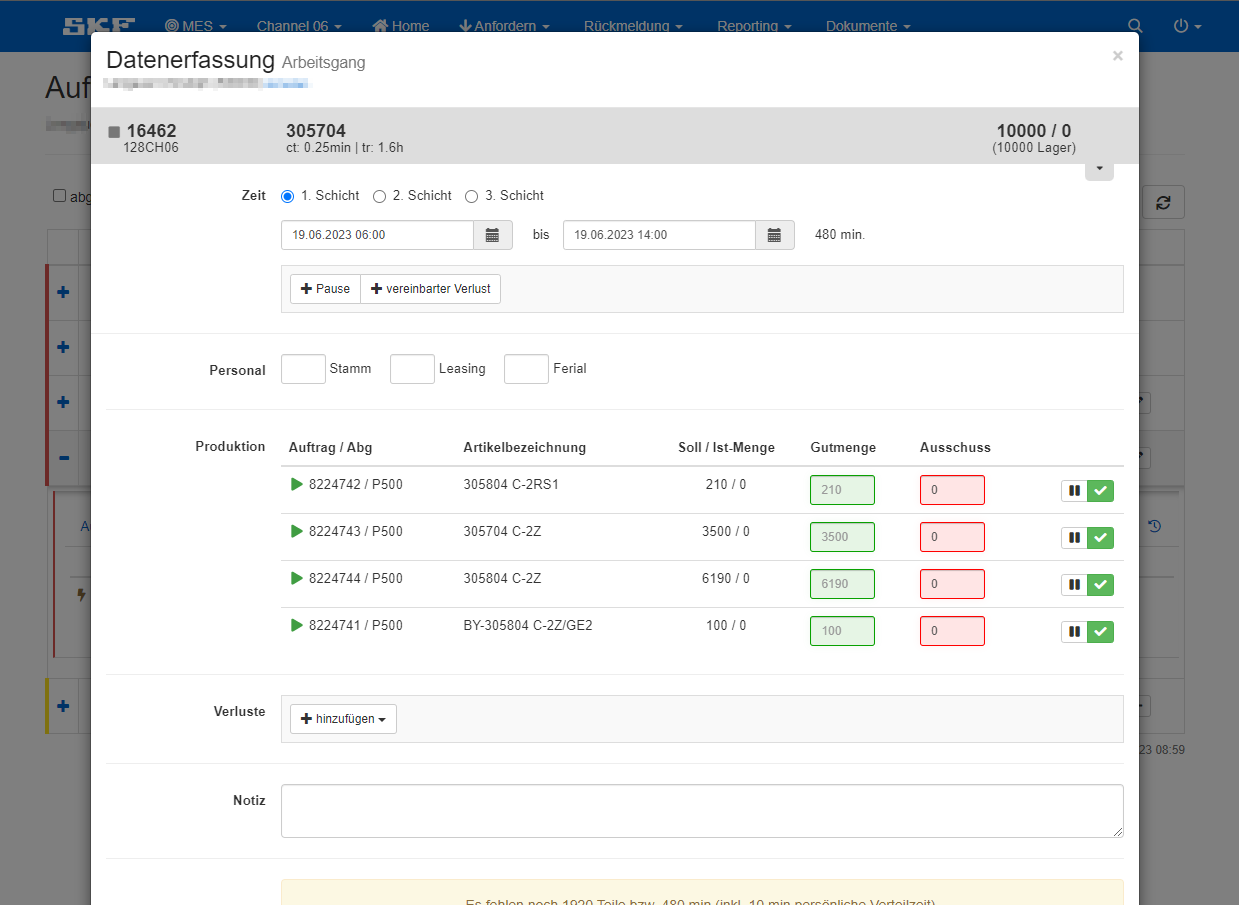 SKF MES Channel 06 Home Anfordern Rückmeldung Reporting Dokumente
Auf
Datenerfassung Arbeitsgang ×
16462 305704 10000 / 0
128CH06 ct: 0.25min | tr: 1.6h (10000 Lager)
abg
Zeit 1. Schicht 2. Schicht 3. Schicht
19.06.2023 06:00 bis 19.06.2023 14:00 480 min.
Pause vereinbarter Verlust
Personal Stamm Leasing Ferial
Produktion Auftrag / Abg Artikelbezeichnung Soll / Ist-Menge Gutmenge Ausschuss
8224742 / P500 305804 C-2RS1 210 / 0 210 0
8224743 / P500 305704 C-2Z 3500 / 0 3500 0
8224744 / P500 305804 C-2Z 6190 / 0 6190 0
8224741 / P500 BY-305804 C-2Z/GE2 100 / 0 100 0
Verluste hinzufügen
23 08:59
Notiz
Es fehlen noch 1920 Teile bzw. 480 min (inkl. 10 min persönliche Verteilzeit)